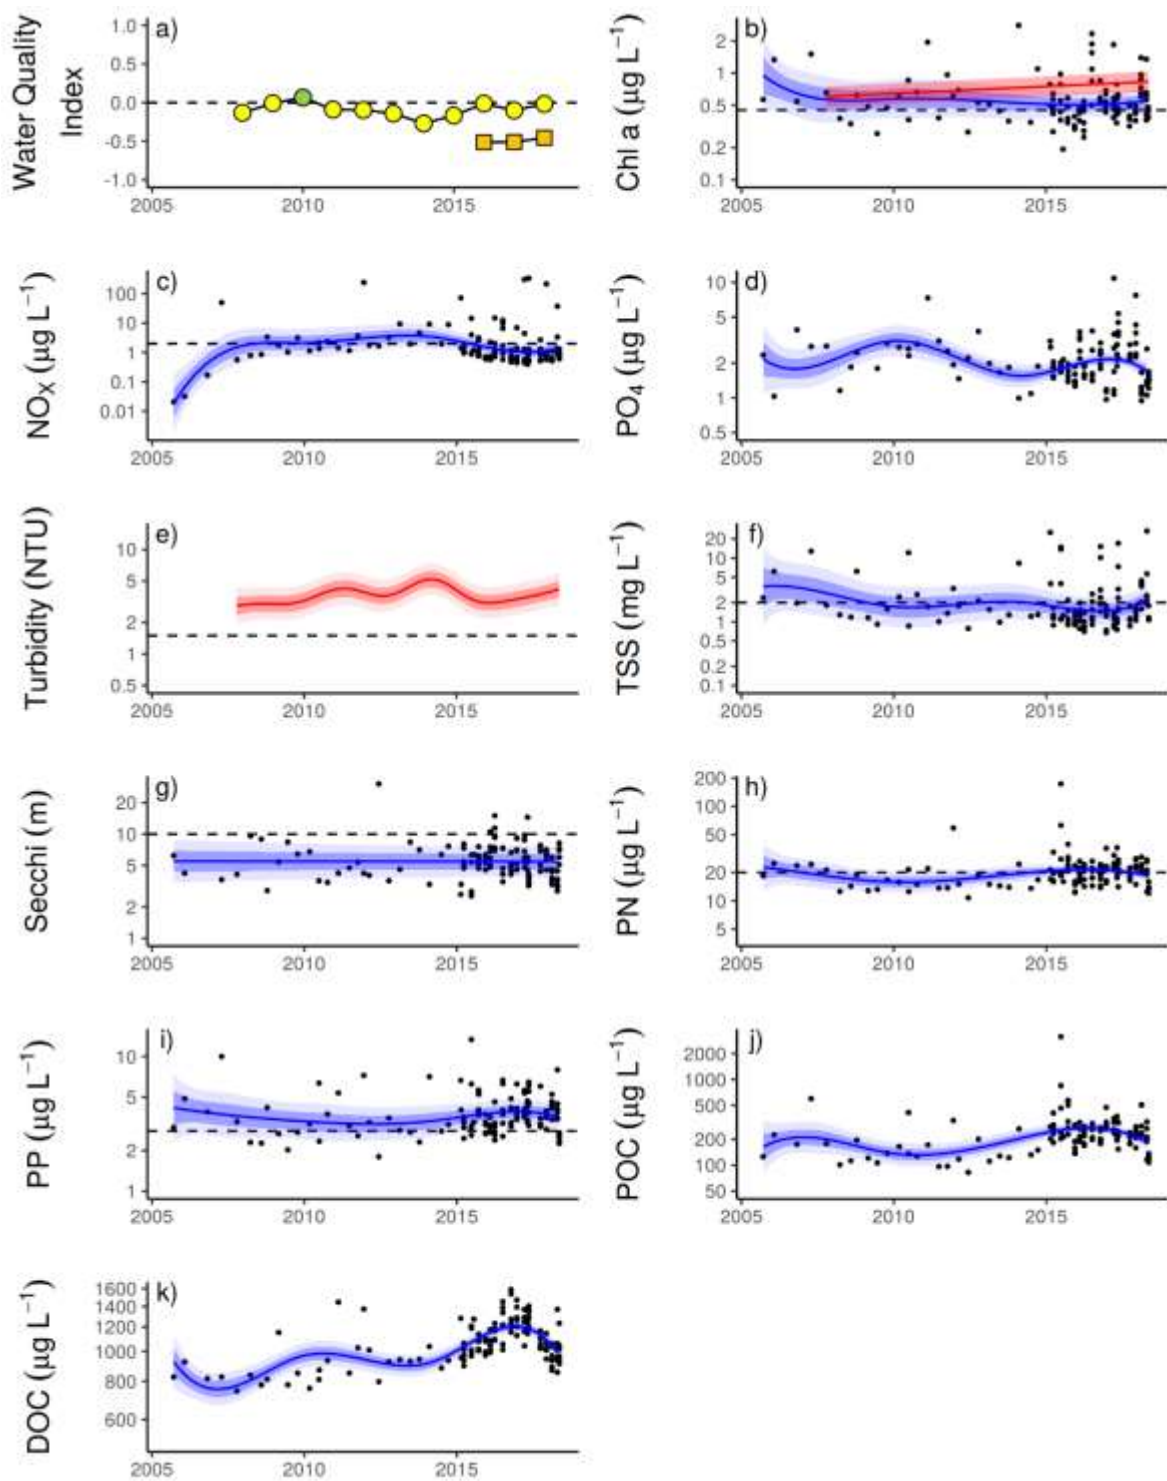 a)
Water Quality
Index
1.0
0.5
0.0
-0.5
-1.0
2005 2010 2015
b)
Chl a (µg L⁻¹)
2
1
0.5
0.2
0.1
2005 2010 2015
c)
NOₓ (µg L⁻¹)
100
10
1
0.1
0.01
2005 2010 2015
d)
PO₄ (µg L⁻¹)
10
5
2
1
0.5
2005 2010 2015
e)
Turbidity (NTU)
10
5
2
1
0.5
2005 2010 2015
f)
TSS (mg L⁻¹)
20
10
5
2
1
0.5
0.2
0.1
2005 2010 2015
g)
Secchi (m)
20
10
5
2
1
2005 2010 2015
h)
PN (µg L⁻¹)
200
100
50
20
10
5
2005 2010 2015
i)
PP (µg L⁻¹)
10
5
2
1
2005 2010 2015
j)
POC (µg L⁻¹)
2000
1000
500
200
100
50
2005 2010 2015
k)
DOC (µg L⁻¹)
1600
1400
1200
1000
800
600
2005 2010 2015